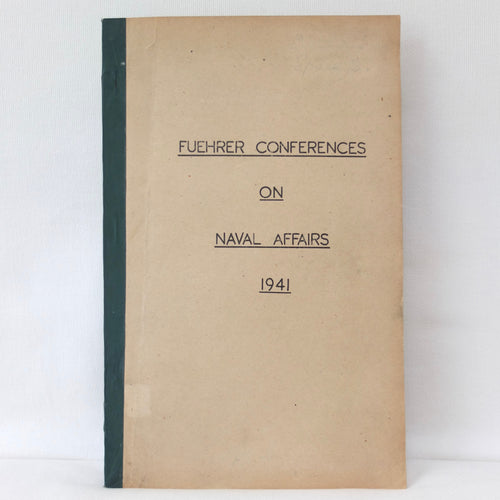 FUEHRER CONFERENCES
ON
NAVAL AFFAIRS
1941